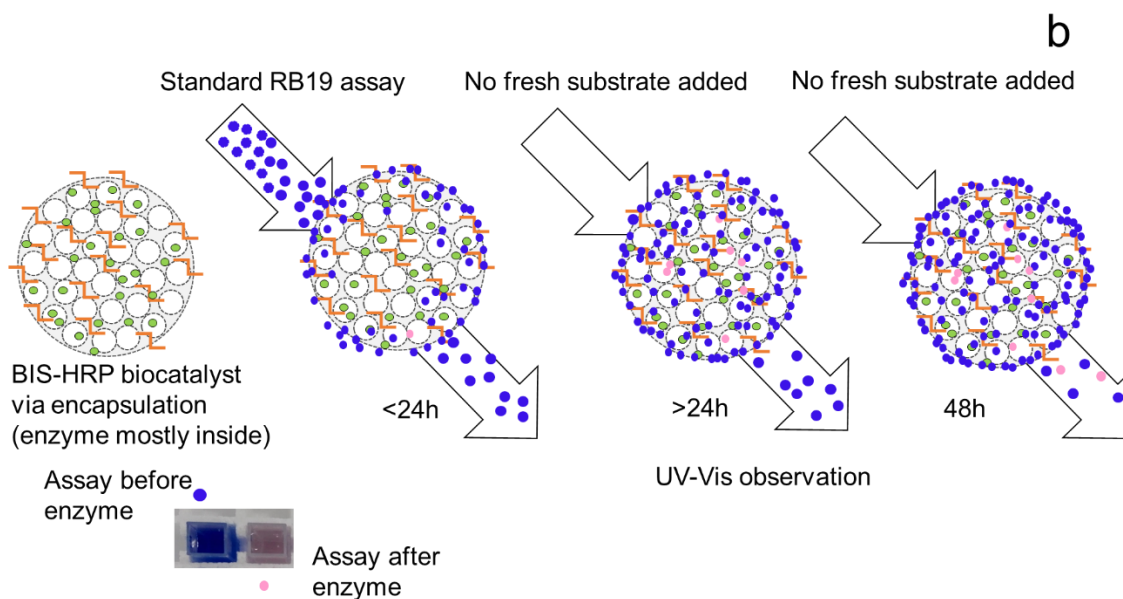 b
Standard RB19 assay
No fresh substrate added
No fresh substrate added
BIS-HRP biocatalyst
via encapsulation
(enzyme mostly inside)
<24h
>24h
48h
UV-Vis observation
Assay before
enzyme
Assay after
enzyme